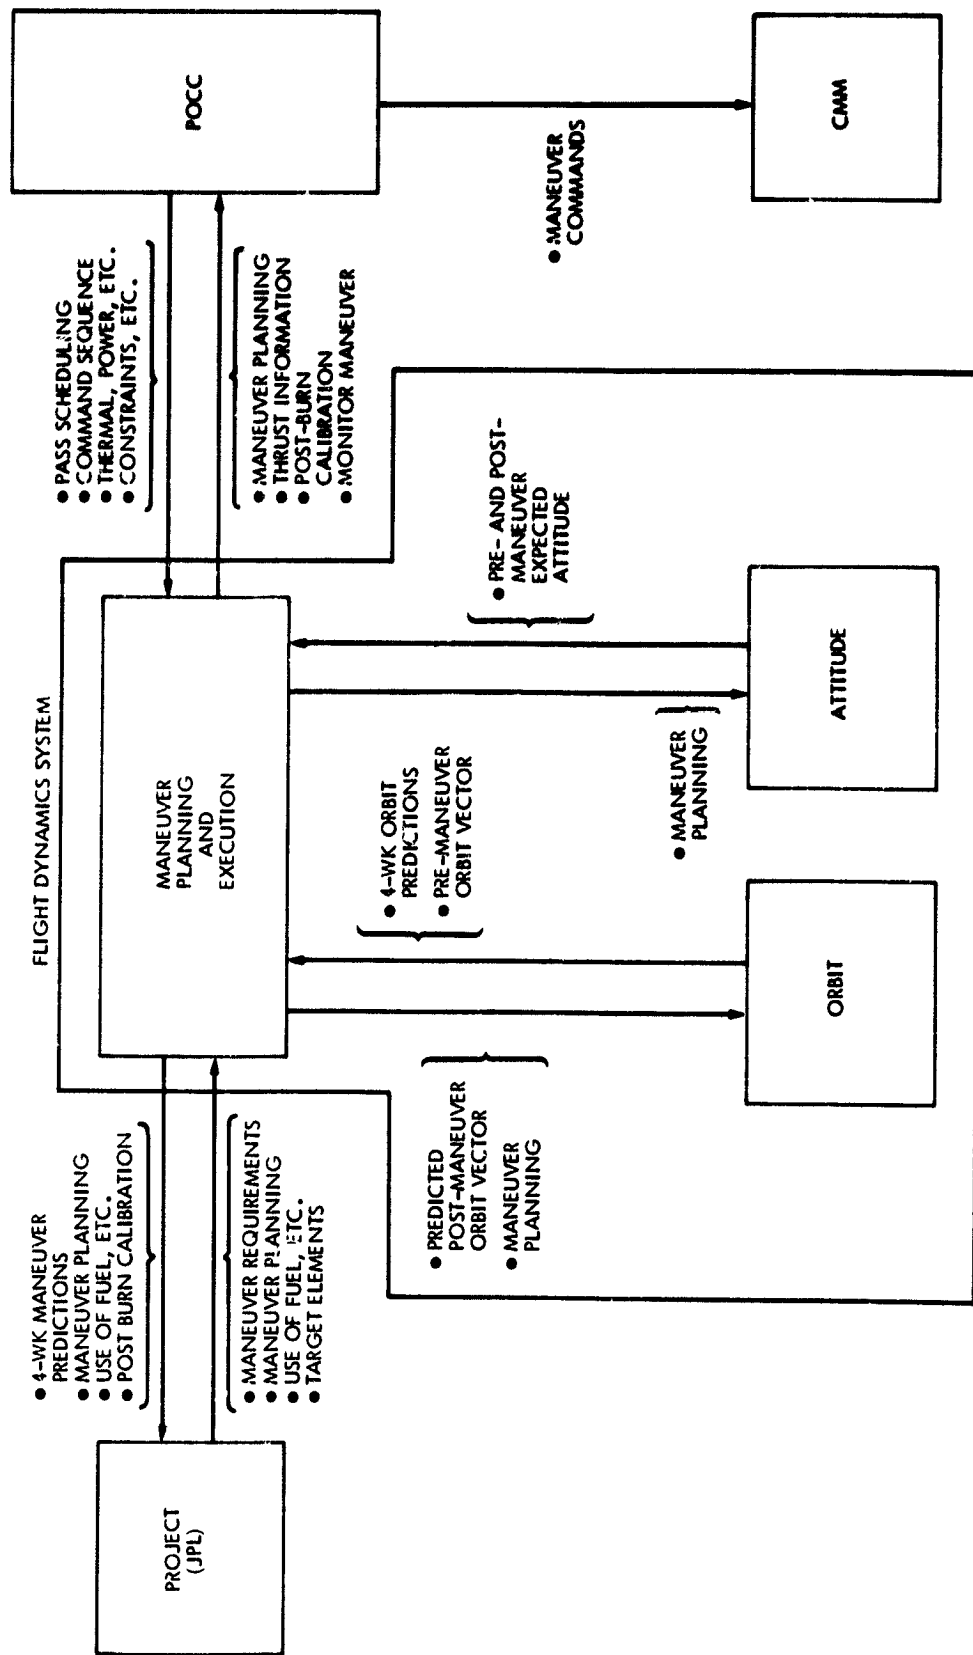 FLIGHT DYNAMICS SYSTEM
PROJECT
(JPL)
● 4-WK MANEUVER
PREDICTIONS
● MANEUVER PLANNING
● USE OF FUEL, ETC.
● POST BURN CALIBRATION
● MANEUVER REQUIREMENTS
● MANEUVER PLANNING
● USE OF FUEL, ETC.
● TARGET ELEMENTS
MANEUVER
PLANNING
AND
EXECUTION
● PASS SCHEDULING
● COMMAND SEQUENCE
● THERMAL, POWER, ETC.
● CONSTRAINTS, ETC.
● MANEUVER PLANNING
● THRUST INFORMATION
● POST-BURN
CALIBRATION
● MONITOR MANEUVER
POCC
● PREDICTED
POST-MANEUVER
ORBIT VECTOR
● MANEUVER
PLANNING
● 4-WK ORBIT
PREDICTIONS
● PRE-MANEUVER
ORBIT VECTOR
● MANEUVER
PLANNING
● PRE- AND POST-
MANEUVER
EXPECTED
ATTITUDE
● MANEUVER
COMMANDS
ORBIT
ATTITUDE
CMM